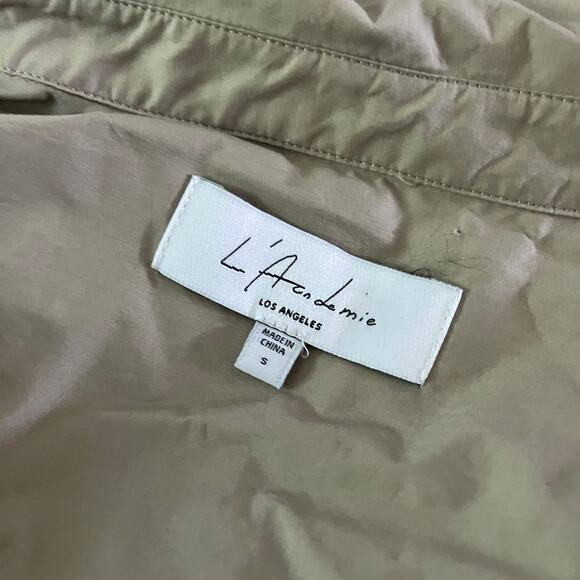 L'Academie
LOS ANGELES
MADE IN
CHINA
S